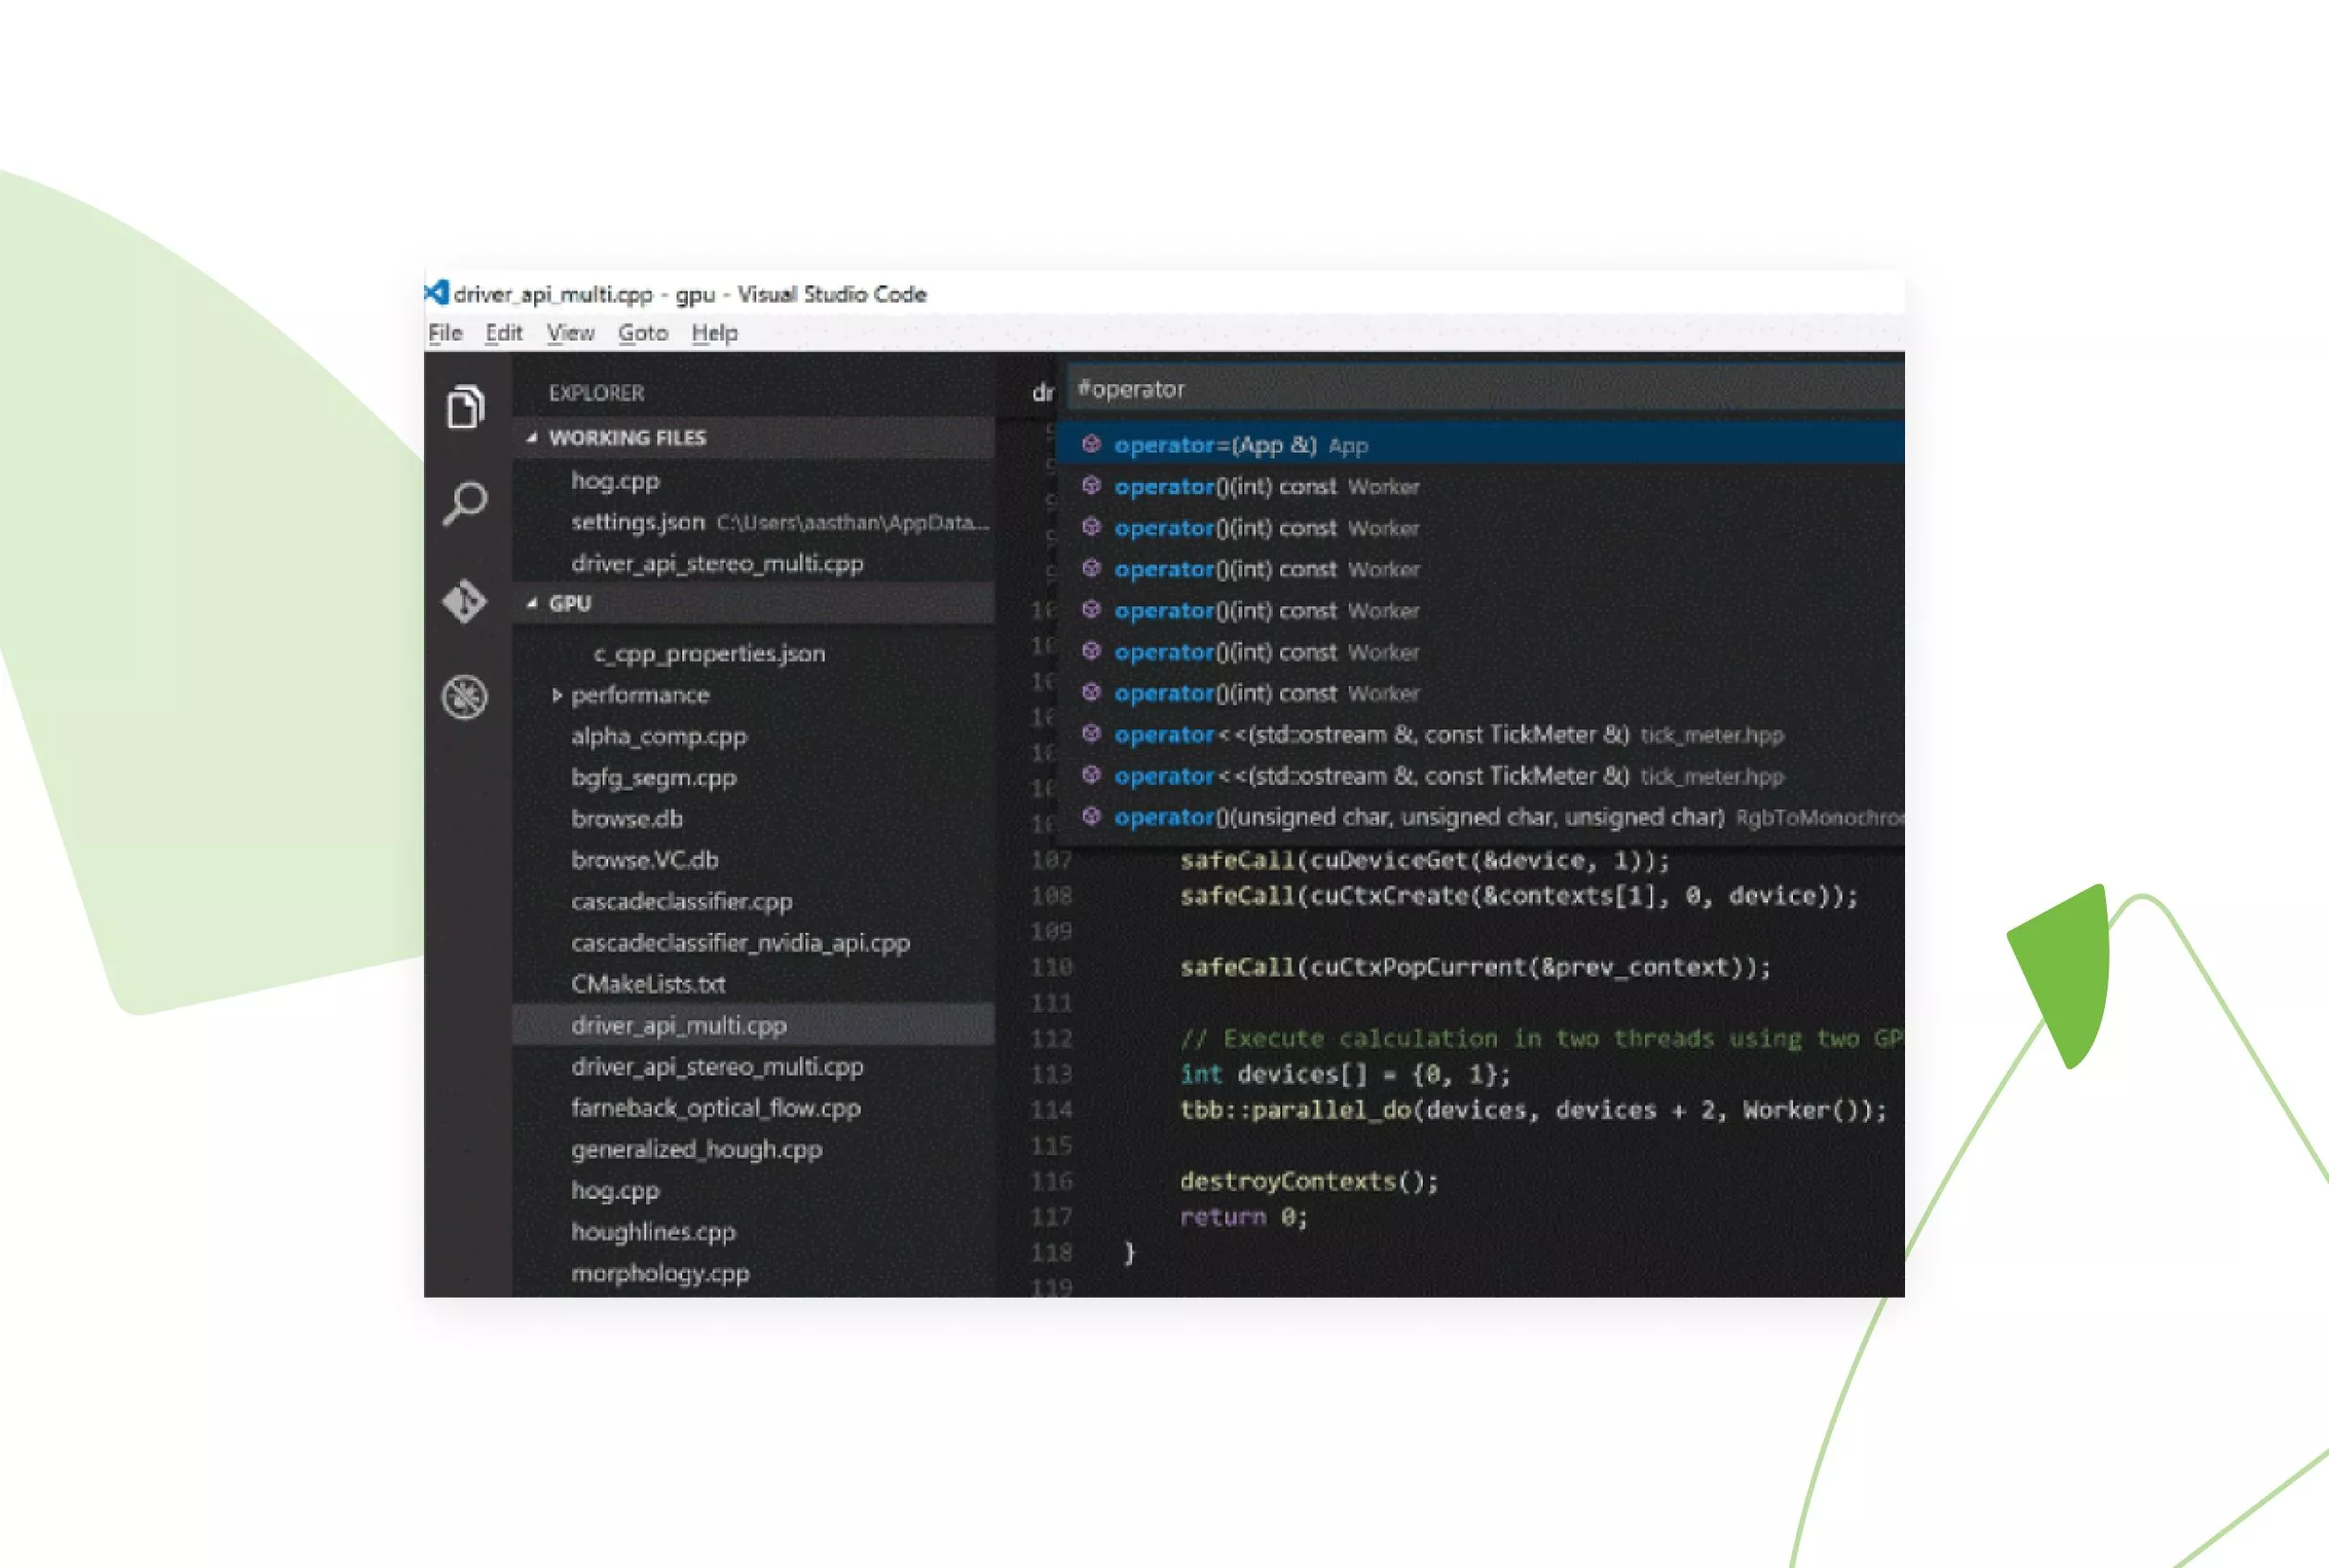 driver_api_multi.cpp - gpu - Visual Studio Code
File Edit View Goto Help
EXPLORER
WORKING FILES
hog.cpp
settings.json C:\Users\aasthan\AppData...
driver_api_stereo_multi.cpp
GPU
c_cpp_properties.json
performance
alpha_comp.cpp
bgfg_segm.cpp
browse.db
browse.VC.db
cascadeclassifier.cpp
cascadeclassifier_nvidia_api.cpp
CMakeLists.txt
driver_api_multi.cpp
driver_api_stereo_multi.cpp
farneback_optical_flow.cpp
generalized_hough.cpp
hog.cpp
houghlines.cpp
morphology.cpp
dr
#operator
operator=(App &) App
operator()(int) const Worker
operator()(int) const Worker
operator()(int) const Worker
operator()(int) const Worker
operator()(int) const Worker
operator()(int) const Worker
operator<<(std::ostream &, const TickMeter &) tick_meter.hpp
operator<<(std::ostream &, const TickMeter &) tick_meter.hpp
operator()(unsigned char, unsigned char, unsigned char) RgbToMonochro
107 safeCall(cuDeviceGet(&device, 1));
108 safeCall(cuCtxCreate(&contexts[1], 0, device));
109
110 safeCall(cuCtxPopCurrent(&prev_context));
111
112 // Execute calculation in two threads using two GP
113 int devices[] = {0, 1};
114 tbb::parallel_do(devices, devices + 2, Worker());
115
116 destroyContexts();
117 return 0;
118 }
119